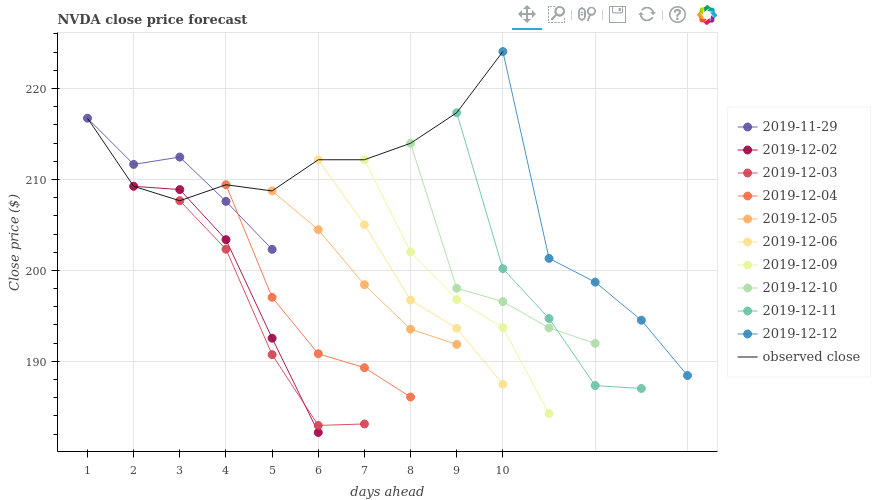 NVDA close price forecast
220
210
200
190
Close price ($)
1 2 3 4 5 6 7 8 9 10
days ahead
2019-11-29
2019-12-02
2019-12-03
2019-12-04
2019-12-05
2019-12-06
2019-12-09
2019-12-10
2019-12-11
2019-12-12
observed close